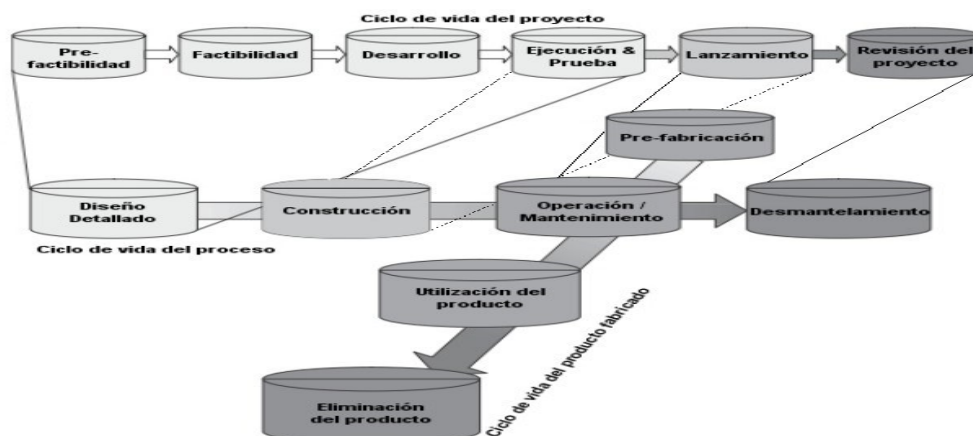 Ciclo de vida del proyecto
Pre-
factibilidad
Factibilidad
Desarrollo
Ejecución &
Prueba
Lanzamiento
Revisión del
proyecto
Pre-fabricación
Diseño
Detallado
Construcción
Operación /
Mantenimiento
Desmantelamiento
Ciclo de vida del proceso
Utilización del
producto
Eliminación
del producto
Ciclo de vida del producto fabricado